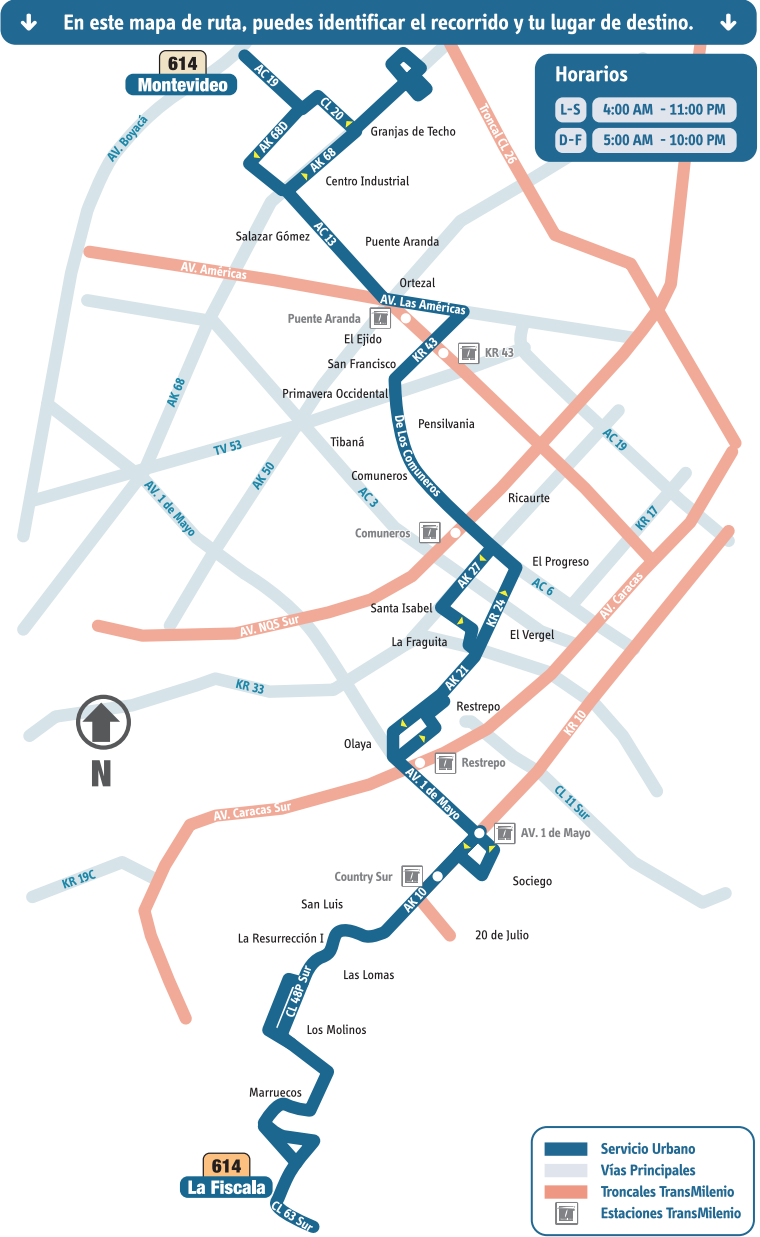 En este mapa de ruta, puedes identificar el recorrido y tu lugar de destino.
614
Montevideo
Horarios
L-S 4:00 AM - 11:00 PM
D-F 5:00 AM - 10:00 PM
AC 19
CL 20
AK 68D
AK 68
AV. Boyacá
Troncal CL 26
Granjas de Techo
Centro Industrial
Salazar Gómez
AC 13
Puente Aranda
AV. Américas
Ortezal
AV. Las Américas
Puente Aranda
El Ejido
KR 43
KR 43
San Francisco
Primavera Occidental
AK 68
De Los Comuneros
Pensilvania
TV 53
Tibaná
AC 19
AK 50
Comuneros
AC 3
AV. 1 de Mayo
Ricaurte
KR 17
Comuneros
El Progreso
AK 27
AC 6
KR 24
AV. Caracas
Santa Isabel
AV. NQS Sur
La Fraguita
El Vergel
AK 21
KR 33
Restrepo
KR 10
Olaya
N
Restrepo
AV. 1 de Mayo
CL 11 Sur
AV. Caracas Sur
AV. 1 de Mayo
Country Sur
KR 19C
Sociego
AK 10
San Luis
La Resurrección I
20 de Julio
Las Lomas
CL 48P Sur
Los Molinos
Marruecos
614
La Fiscala
CL 63 Sur
Servicio Urbano
Vías Principales
Troncales TransMilenio
Estaciones TransMilenio